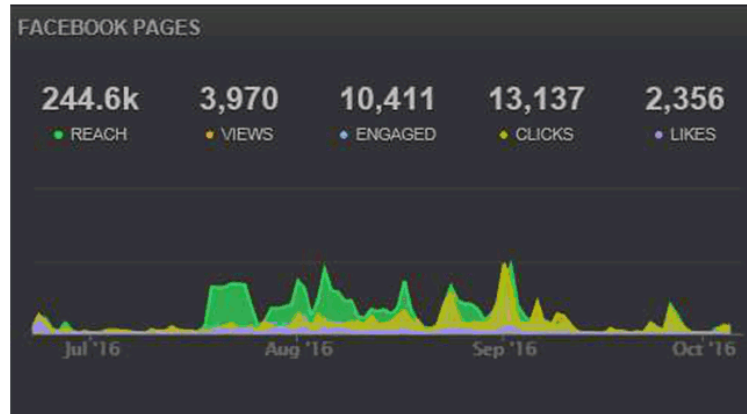 FACEBOOK PAGES
244.6k 3,970 10,411 13,137 2,356
REACH VIEWS ENGAGED CLICKS LIKES
Jul '16 Aug '16 Sep '16 Oct '16